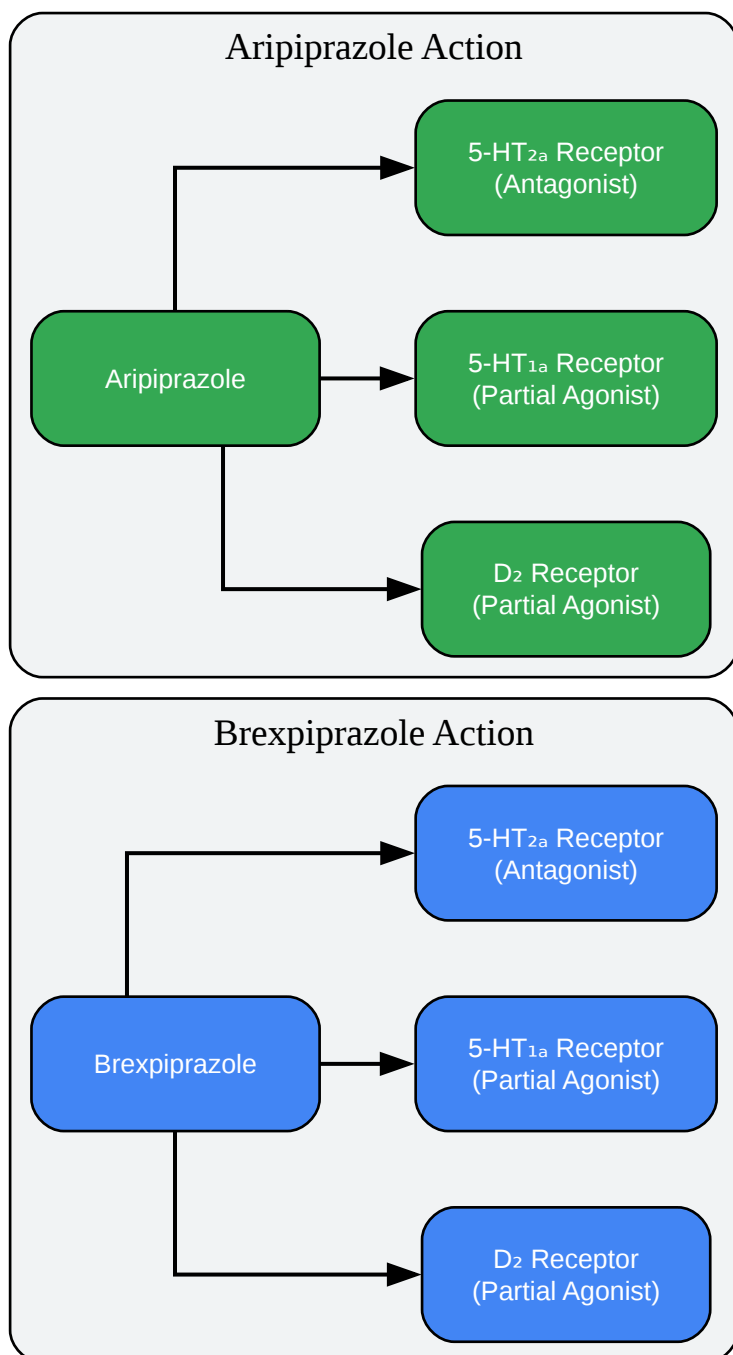 Aripiprazole Action
5-HT₂ₐ Receptor
(Antagonist)
Aripiprazole
5-HT₁ₐ Receptor
(Partial Agonist)
D₂ Receptor
(Partial Agonist)
Brexpiprazole Action
5-HT₂ₐ Receptor
(Antagonist)
Brexpiprazole
5-HT₁ₐ Receptor
(Partial Agonist)
D₂ Receptor
(Partial Agonist)